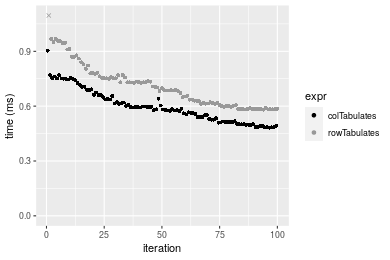 0.9
0.6
0.3
0.0
time (ms)
0
25
50
75
100
iteration
expr
colTabulates
rowTabulates